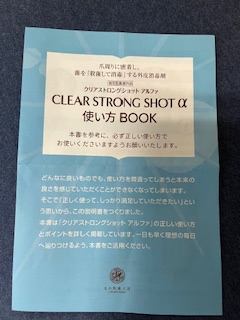 爪周りに密着し、
菌を「殺菌して消毒」する外皮消毒剤
指定医薬部外品
クリアストロングショット アルファ
CLEAR STRONG SHOT α
使い方 BOOK
本書を参考に、必ず正しい使い方で
お使いくださいますようお願いいたします。
どんなに良いものでも、使い方を間違ってしまうと本来の
良さを感じていただくことができなくなってしまいます。
そこで『正しく使って、しっかり満足していただきたい』とい
う思いから、この説明書をつくりました。
本書は「クリアストロングショット アルファ」の正しい使い方
とポイントを詳しく掲載しています。一日も早く理想の毎日
へ辿りつけるよう、本書をご活用ください。